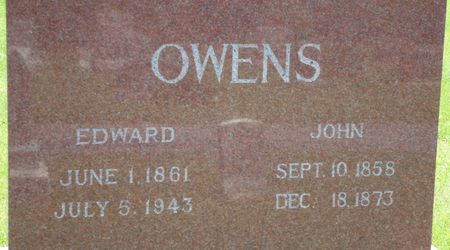 OWENS
EDWARD JOHN
JUNE 1, 1861 SEPT. 10, 1858
JULY 5, 1943 DEC. 18, 1873